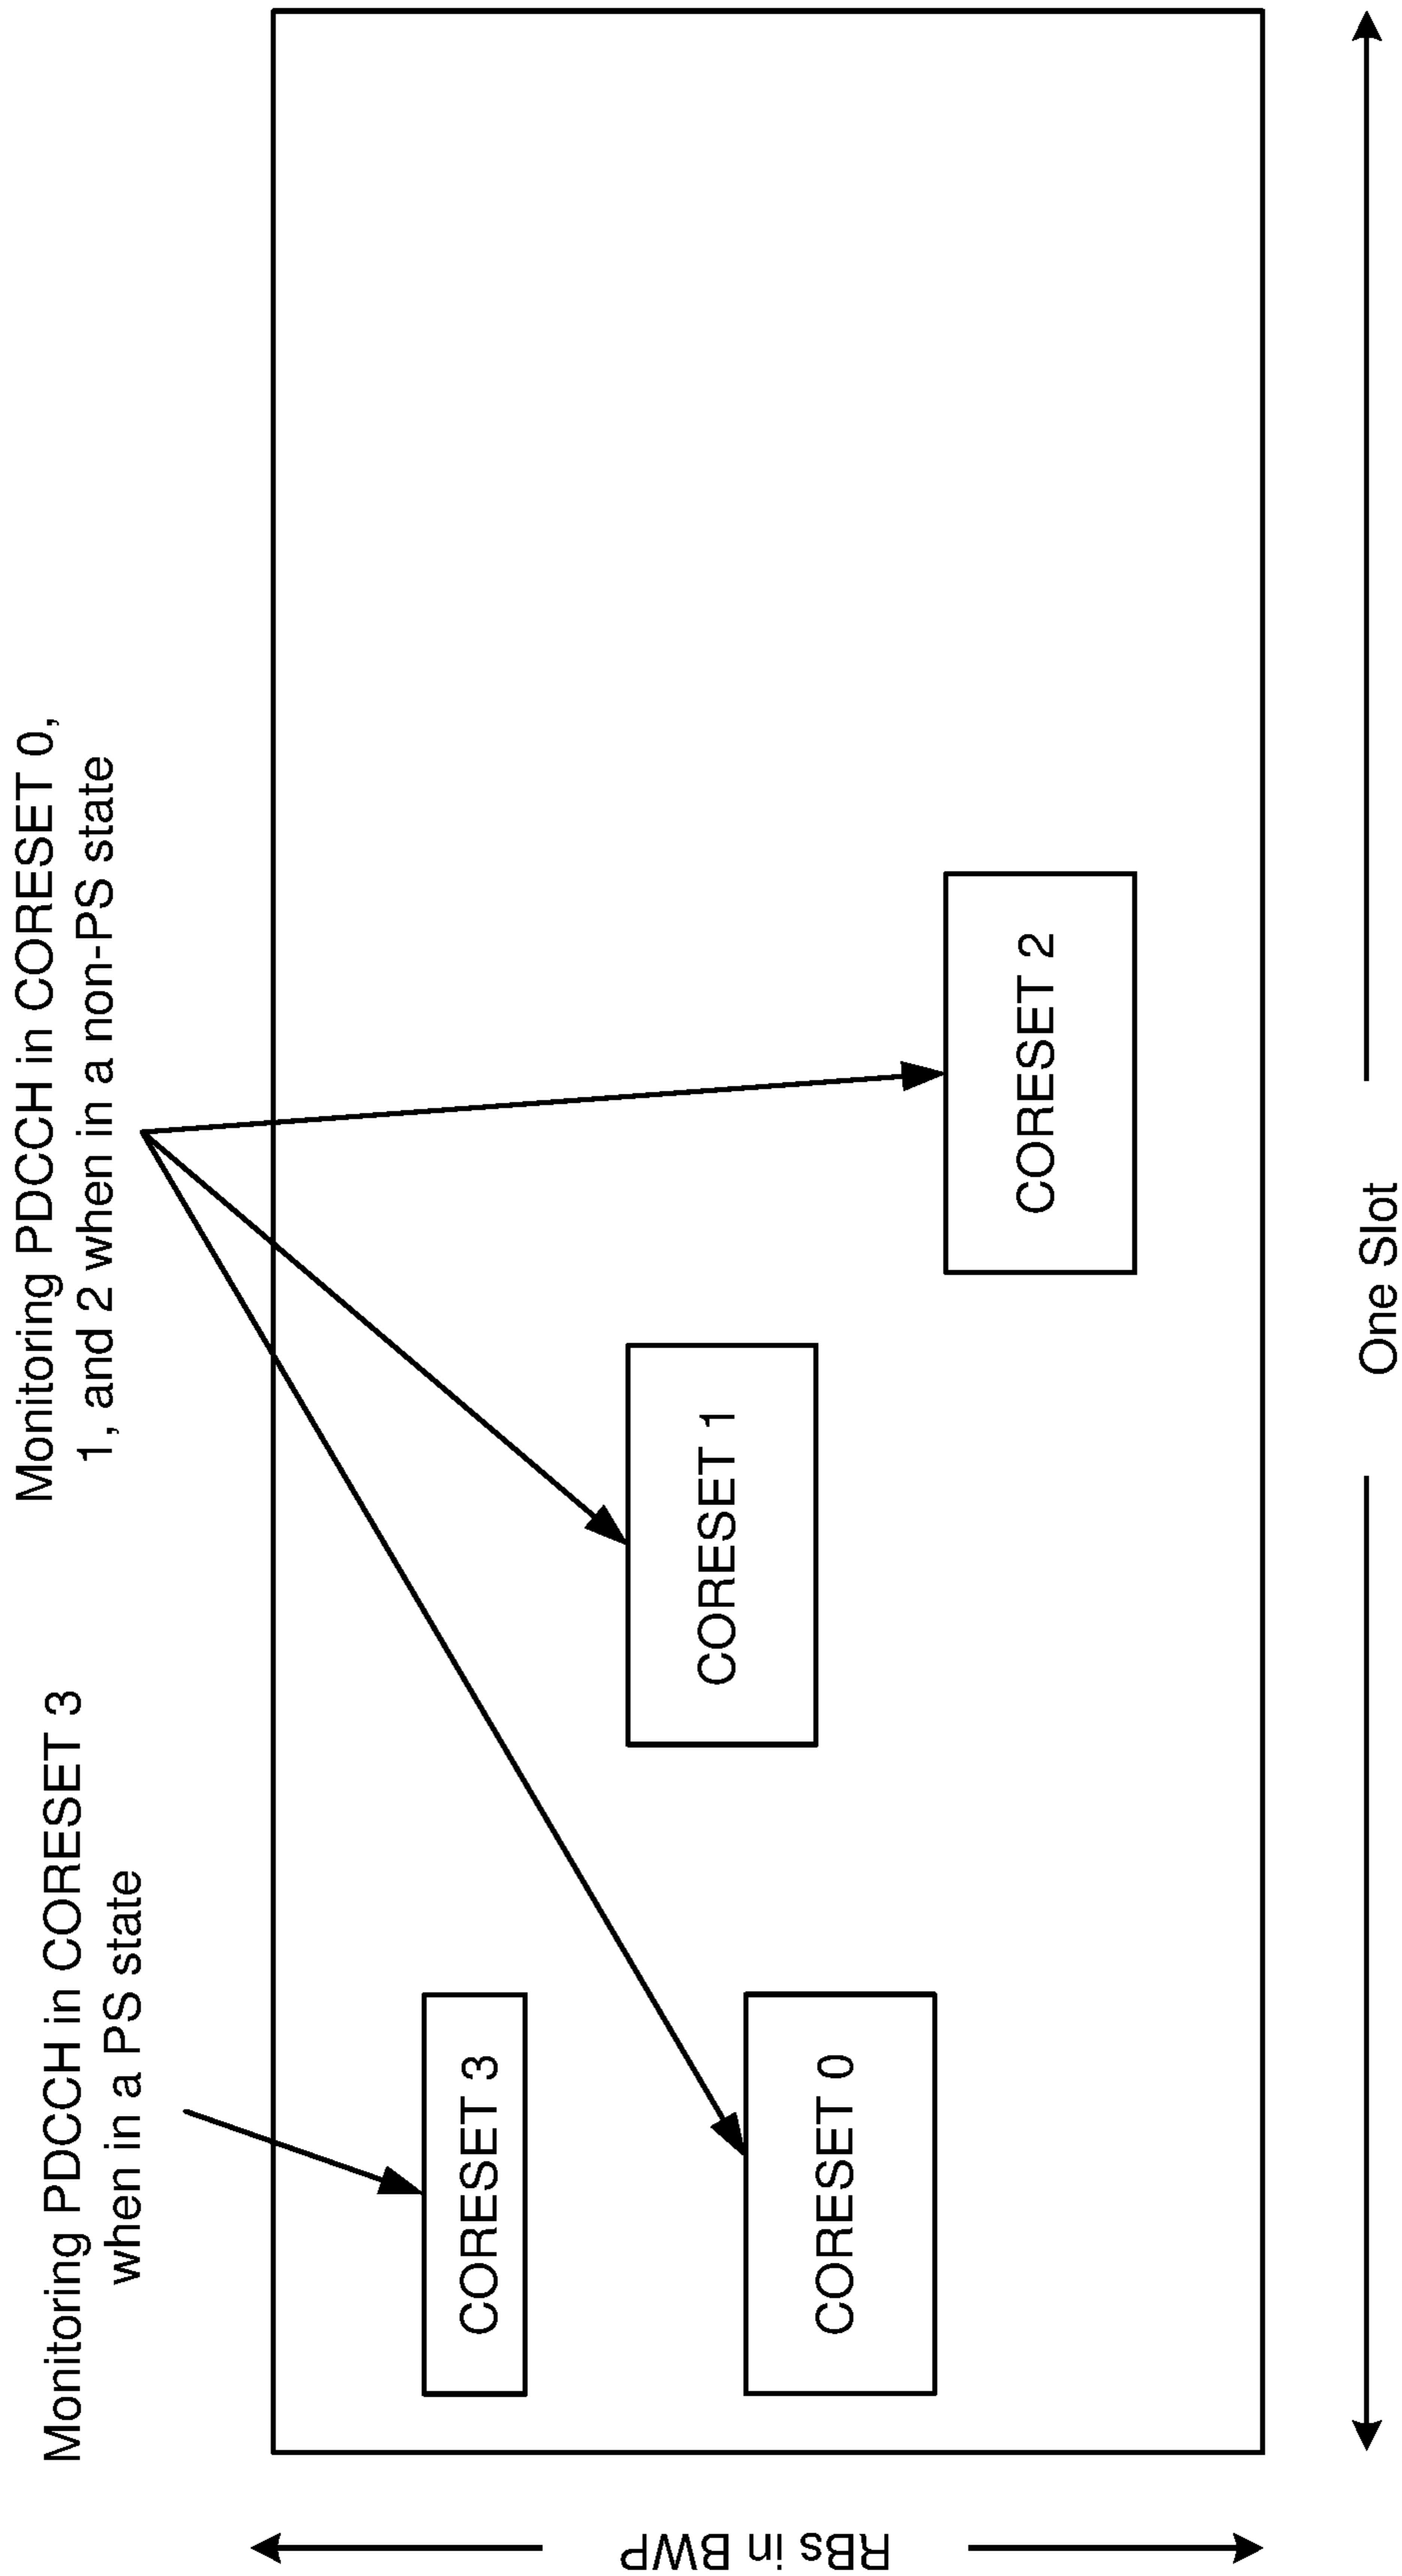 Monitoring PDCCH in CORESET 3
when in a PS state
Monitoring PDCCH in CORESET 0,
1, and 2 when in a non-PS state
RBs in BWP
CORESET 3
CORESET 0
CORESET 1
CORESET 2
One Slot